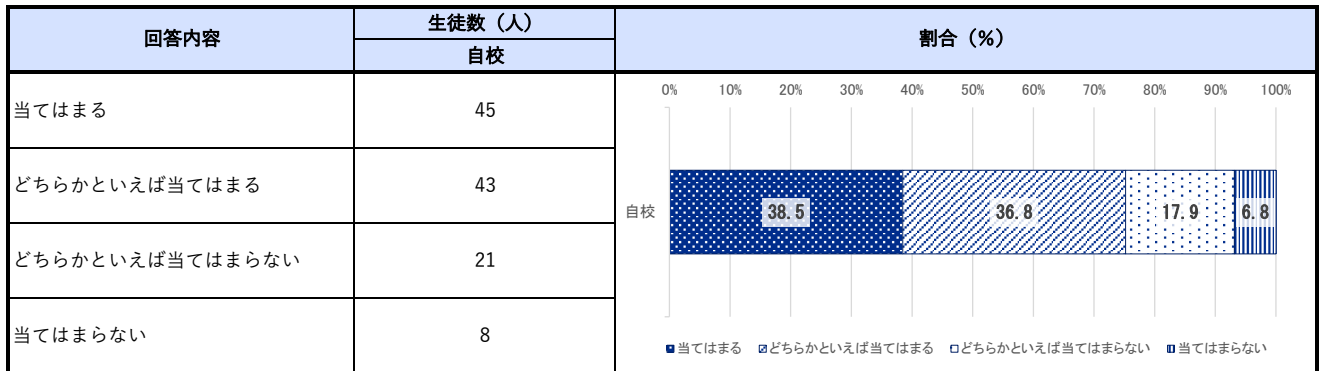 回答内容
生徒数（人）
自校
割合（%）
当てはまる
45
どちらかといえば当てはまる
43
どちらかといえば当てはまらない
21
当てはまらない
8
0% 10% 20% 30% 40% 50% 60% 70% 80% 90% 100%
自校
38.5 36.8 17.9 6.8
当てはまる どちらかといえば当てはまる どちらかといえば当てはまらない 当てはまらない